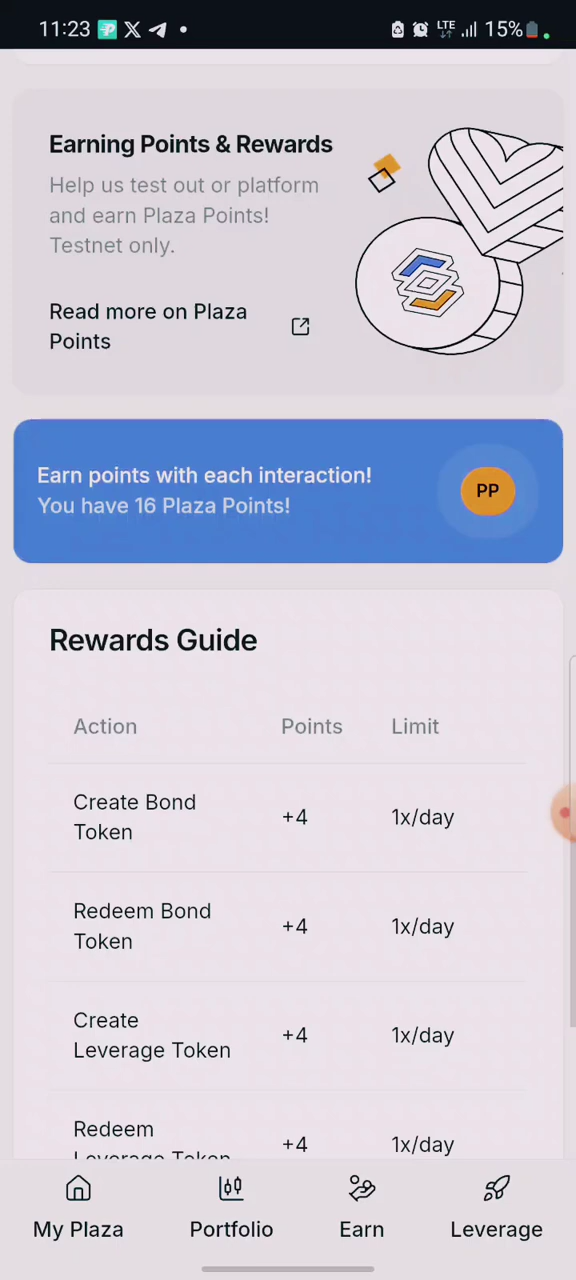 11:23
LTE
15%
Earning Points & Rewards
Help us test out or platform
and earn Plaza Points!
Testnet only.
Read more on Plaza
Points
Earn points with each interaction!
You have 16 Plaza Points!
PP
Rewards Guide
Action Points Limit
Create Bond
Token
+4 1x/day
Redeem Bond
Token
+4 1x/day
Create
Leverage Token
+4 1x/day
Redeem
Leverage Token
+4 1x/day
My Plaza Portfolio Earn Leverage